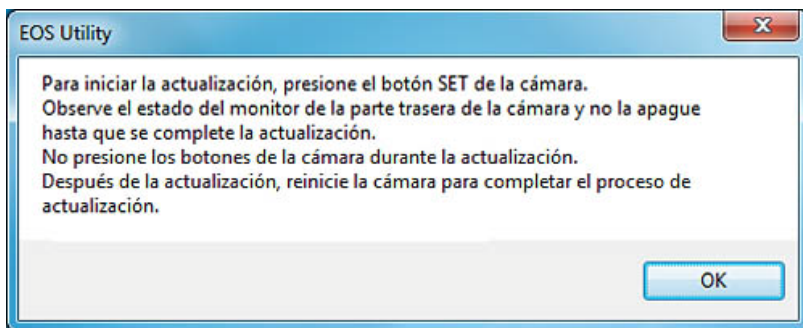 EOS Utility
Para iniciar la actualización, presione el botón SET de la cámara.
Observe el estado del monitor de la parte trasera de la cámara y no la apague
hasta que se complete la actualización.
No presione los botones de la cámara durante la actualización.
Después de la actualización, reinicie la cámara para completar el proceso de
actualización.
OK